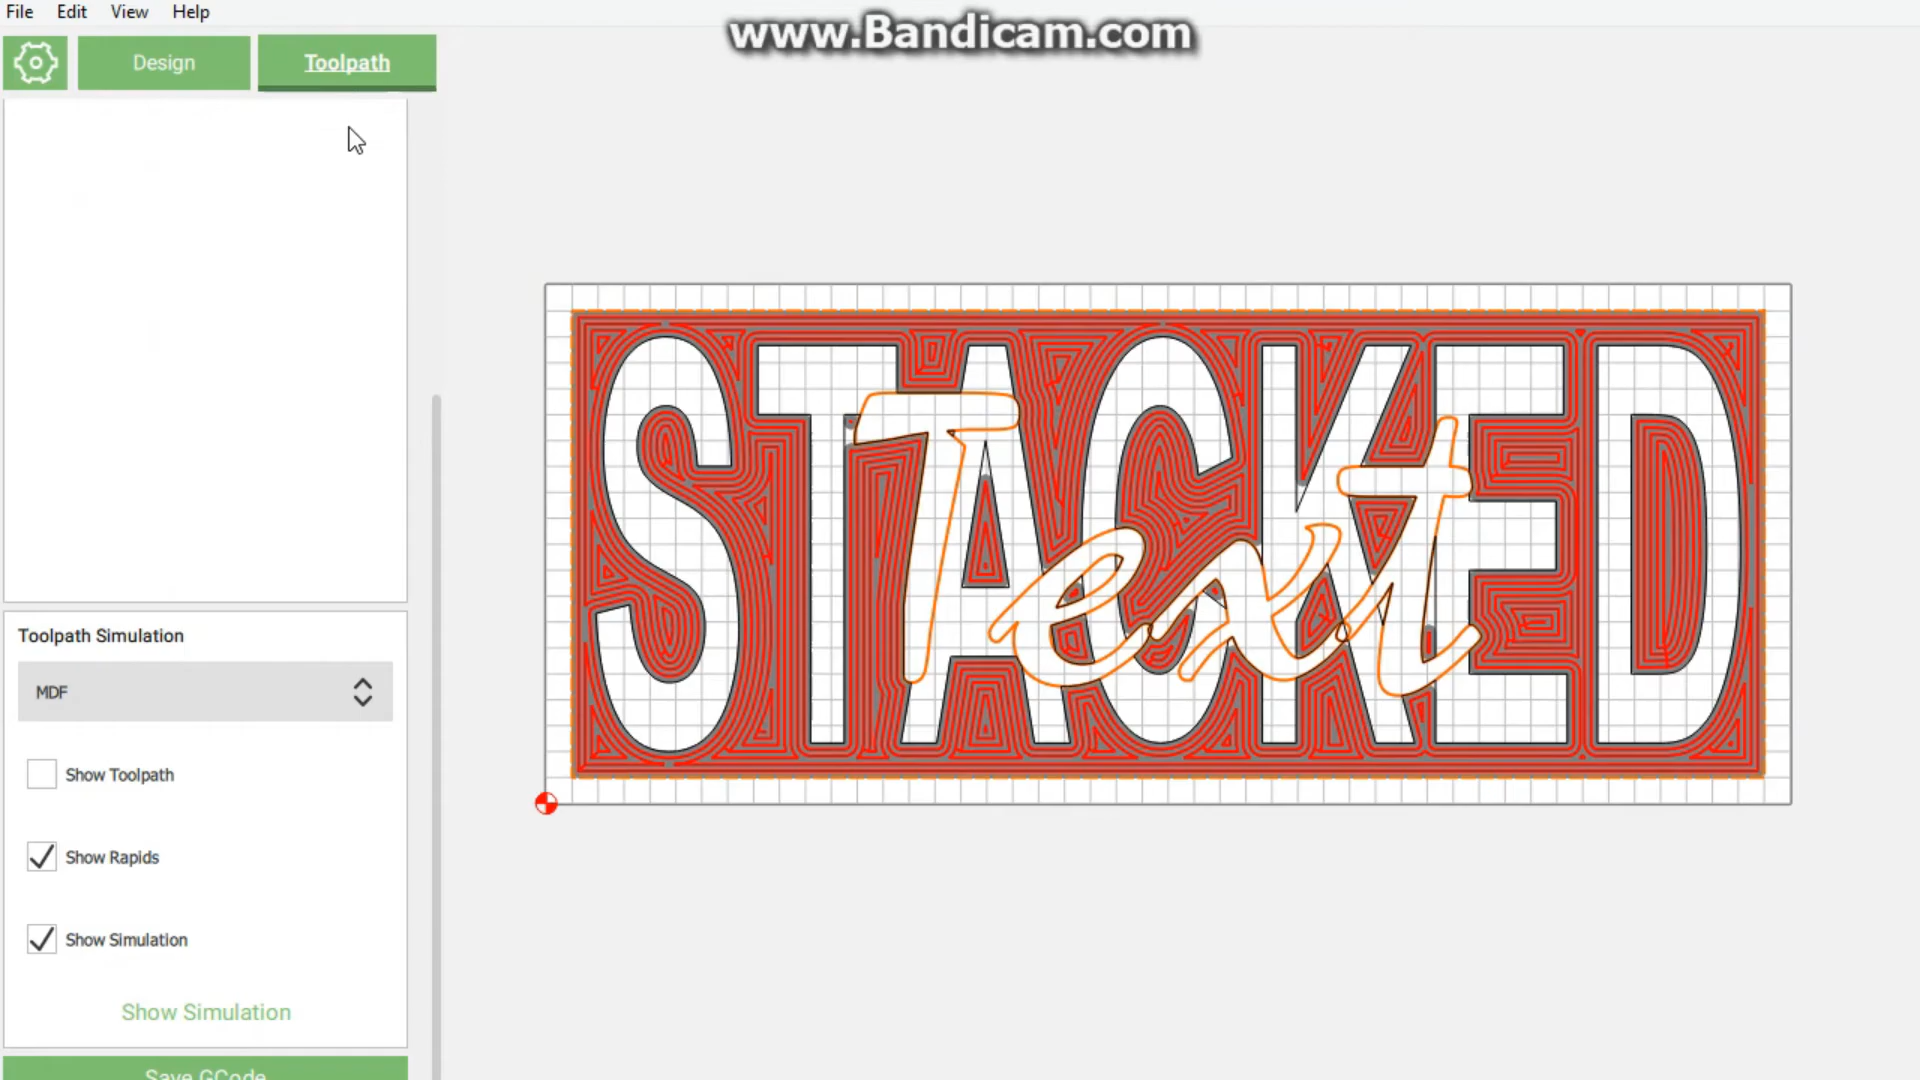 File Edit View Help
www.Bandicam.com
Design Toolpath
STACKED
Text
Toolpath Simulation
MDF
Show Toolpath
Show Rapids
Show Simulation
Show Simulation
Save GCode